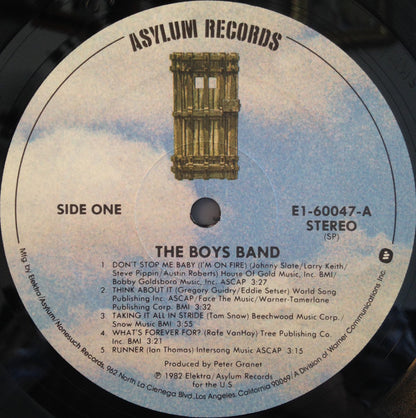 ASYLUM RECORDS
SIDE ONE
E1-60047-A
STEREO
(SP)
THE BOYS BAND
1 DON'T STOP ME BABY (I'M ON FIRE) (Johnny Slate/Larry Keith/
Steve Pippin/Austin Roberts) House Of Gold Music, Inc. BMI/
Bobby Goldsboro Music, Inc. ASCAP 3:27
2 THINK ABOUT IT (Gregory Guidry/Eddie Setser) World Song
Publishing Inc. ASCAP/Face The Music/Warner-Tamerlane
Publishing Corp. BMI 3:32
3 TAKING IT ALL IN STRIDE (Tom Snow) Beechwood Music Corp./
Snow Music BMI 3:55
4 WHAT'S FOREVER FOR? (Rafe VanHoy) Tree Publishing Co.
Inc. BMI 3:11
5 RUNNER (Ian Thomas) Intersong Music ASCAP 3:15
Produced by Peter Granet
℗ 1982 Elektra/Asylum Records
for the U.S.
Mfg. by Elektra/Asylum/Nonesuch Records, 962 North La Cienega Blvd., Los Angeles, California 90069 A Division of Warner Communications Inc.